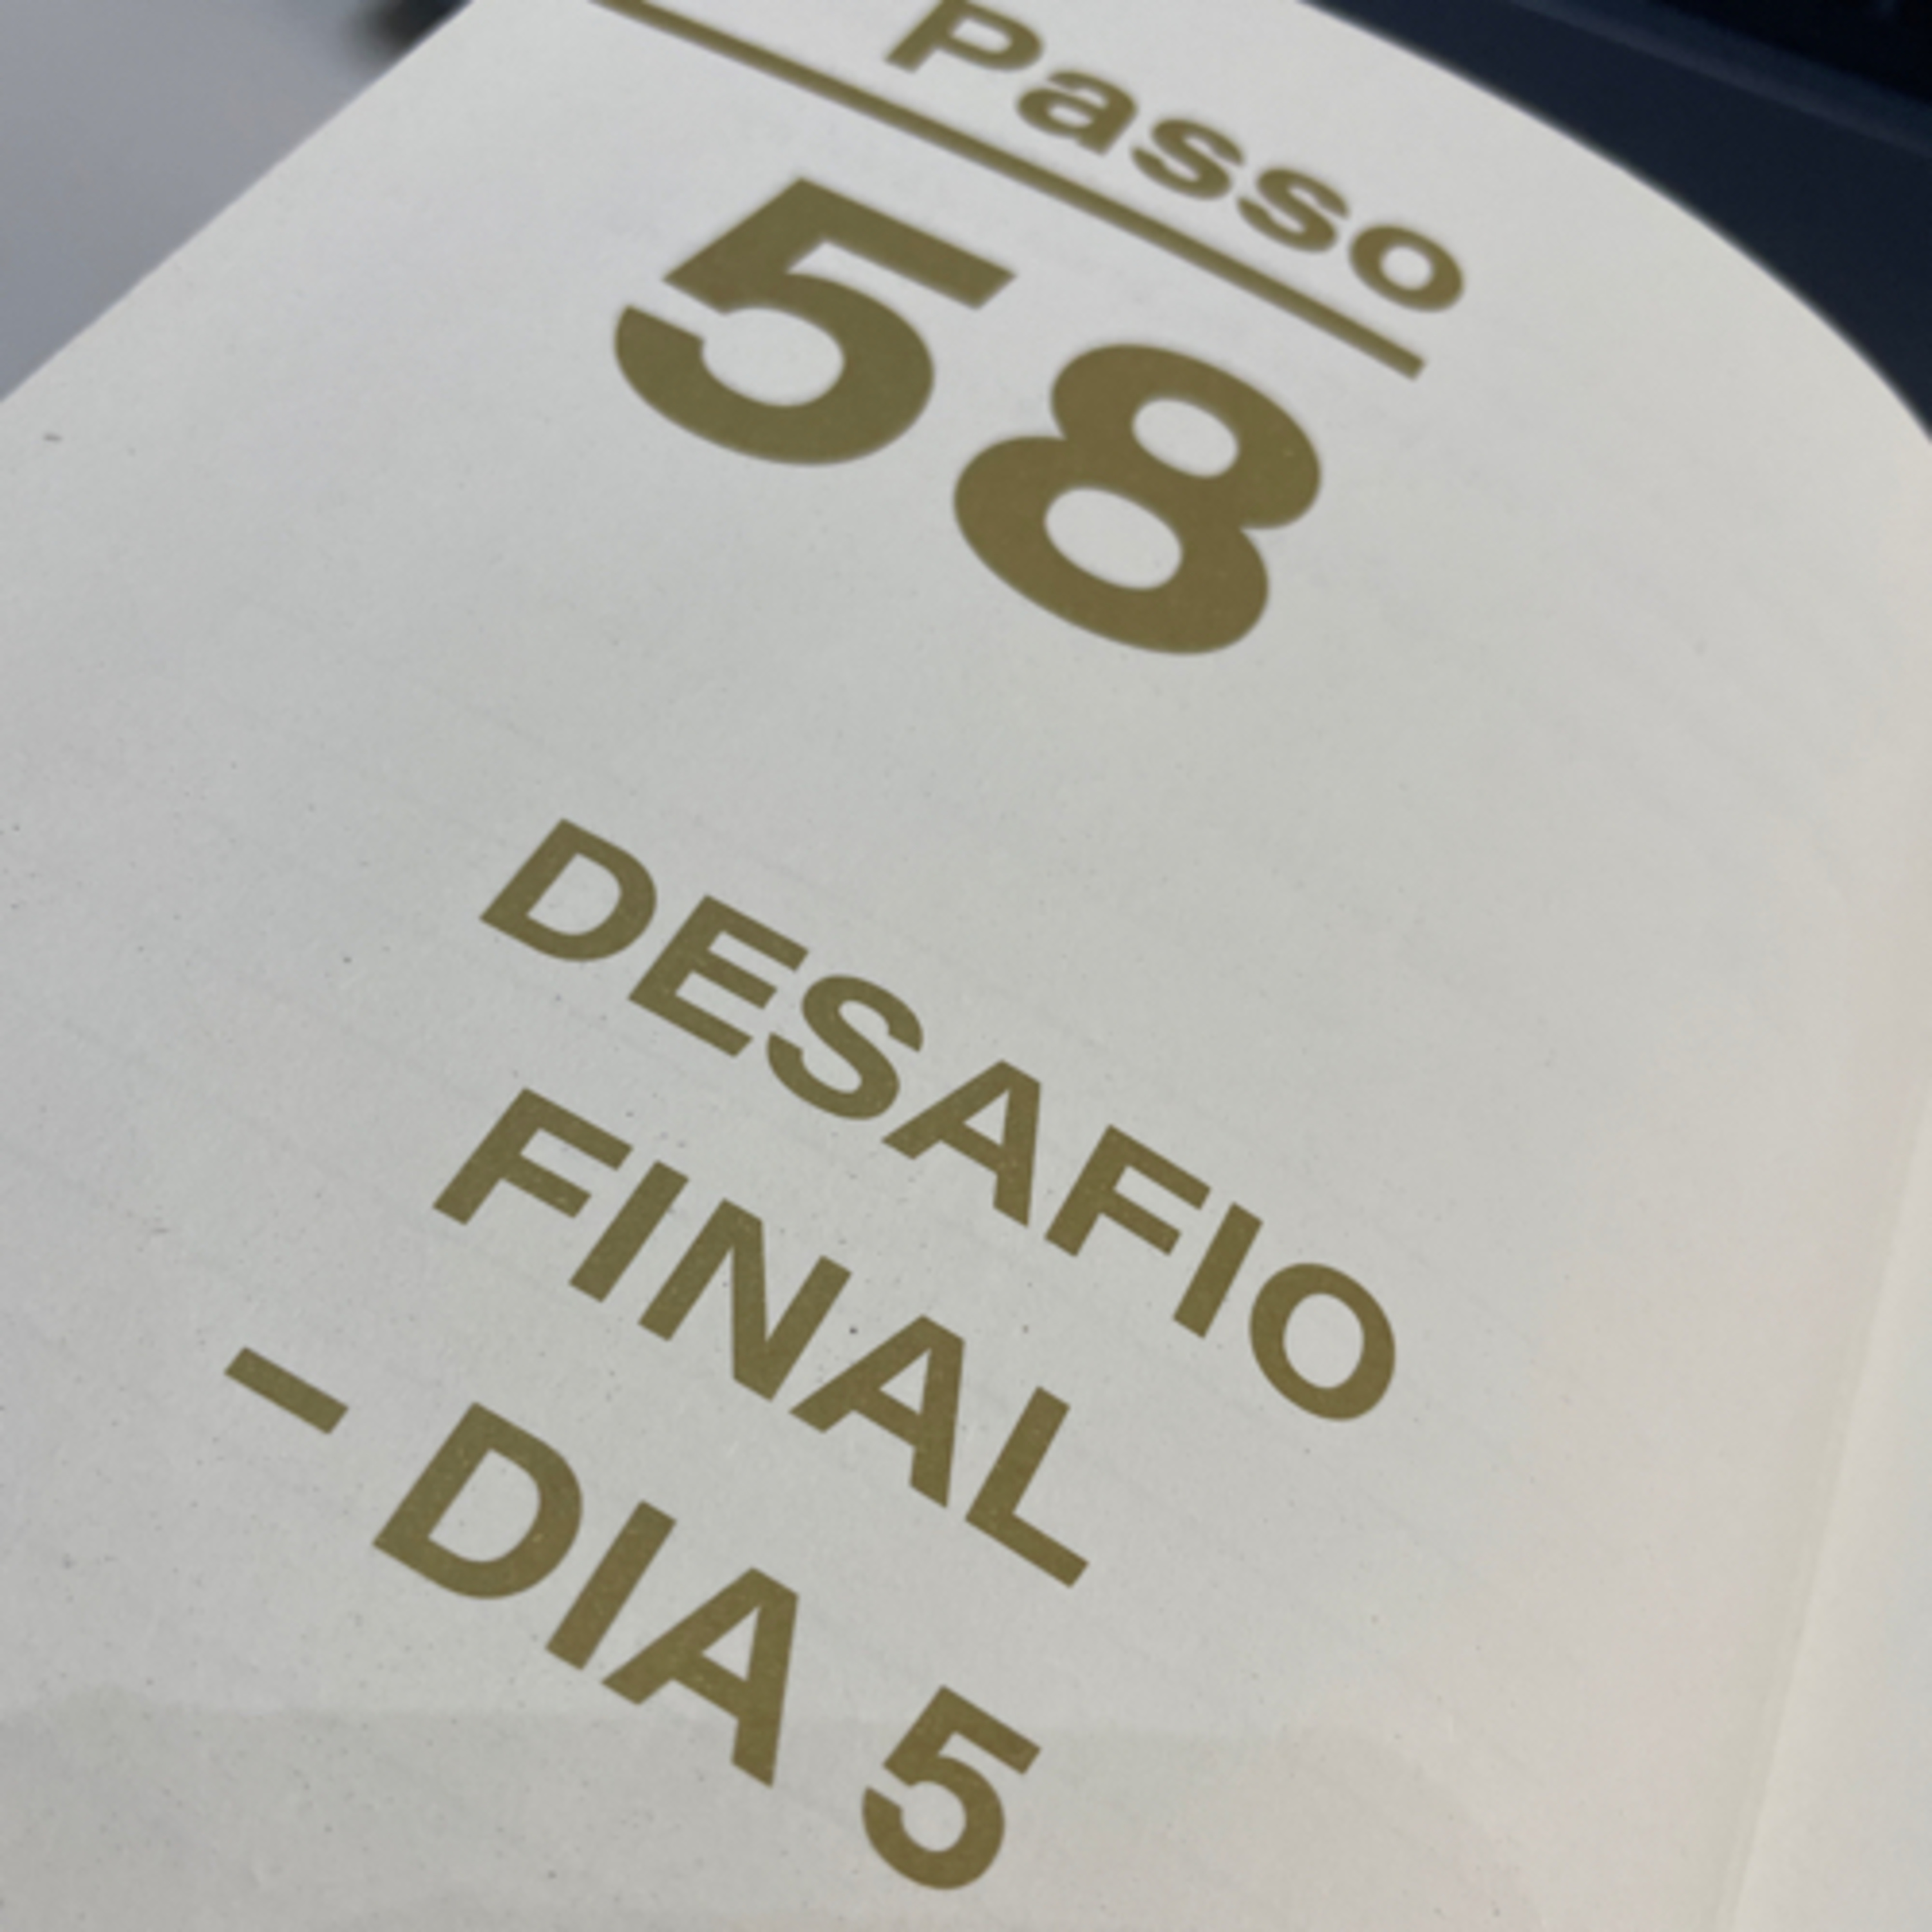 Passo
58
DESAFIO
FINAL
- DIA 5